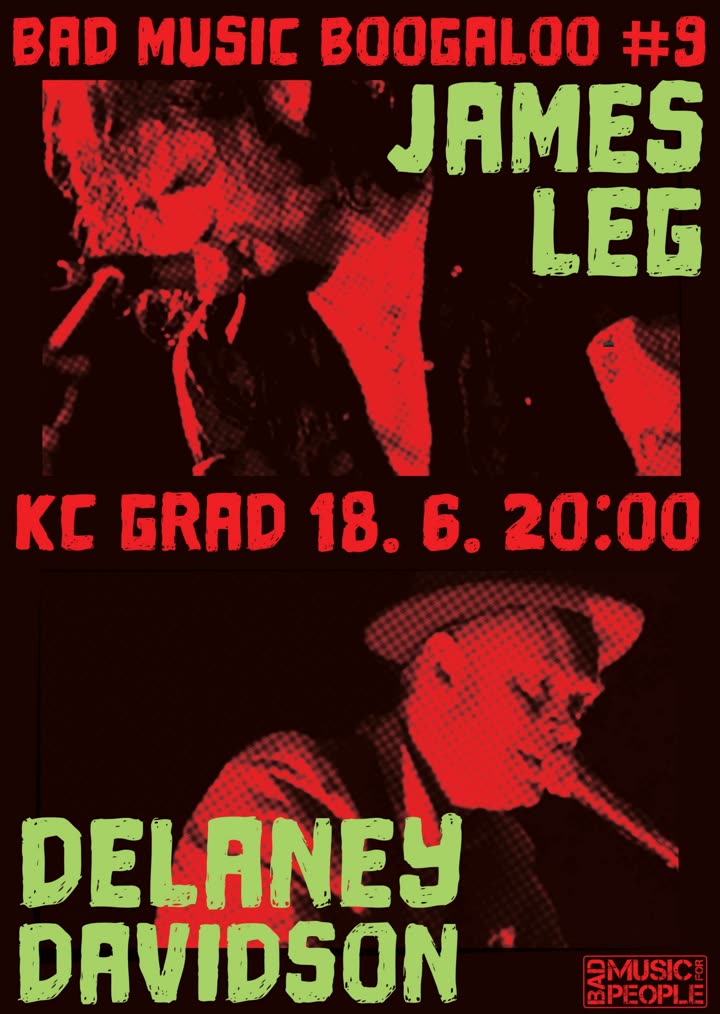 BAD MUSIC BOOGALOO #9
JAMES
LEG
KC GRAD 18. 6. 20:00
DELANEY
DAVIDSON
BAD MUSIC FOR PEOPLE